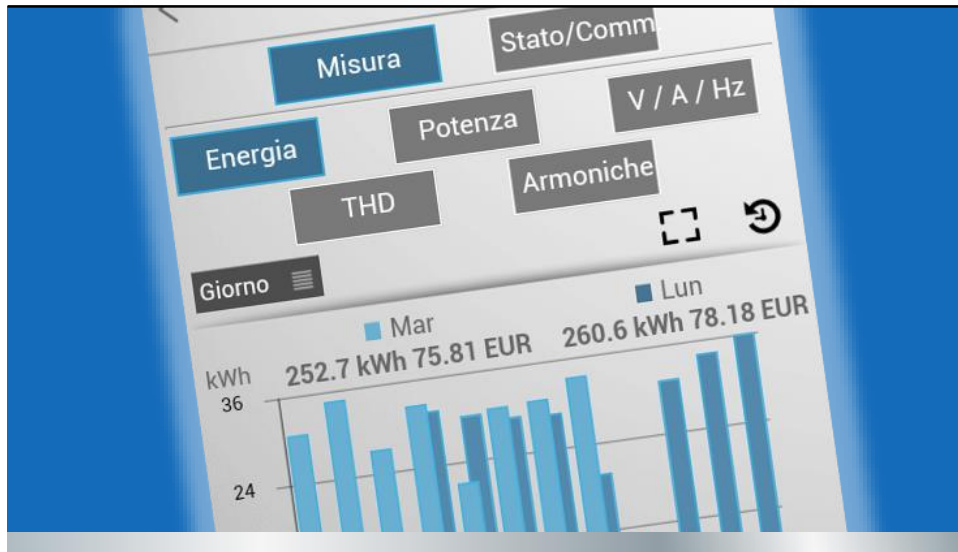 Misura
Stato/Comm.
Energia
Potenza
V / A / Hz
THD
Armoniche
Giorno
Mar
Lun
252.7 kWh 75.81 EUR
260.6 kWh 78.18 EUR
kWh
36
24